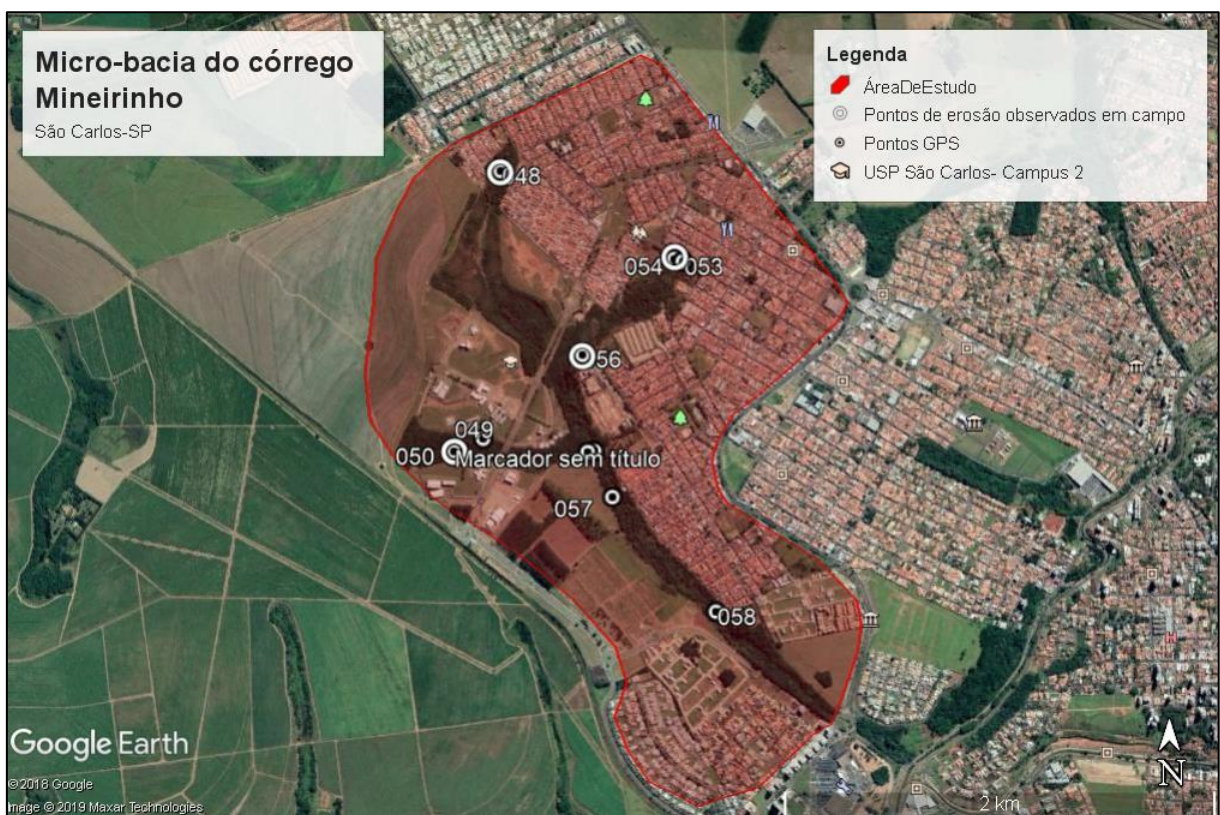 Micro-bacia do córrego
Mineirinho
São Carlos-SP
Legenda
ÁreaDeEstudo
Pontos de erosão observados em campo
Pontos GPS
USP São Carlos- Campus 2
48
054
053
56
049
050
Marcador sem título
057
058
Google Earth
©2018 Google
Image © 2019 Maxar Technologies
2 km
N